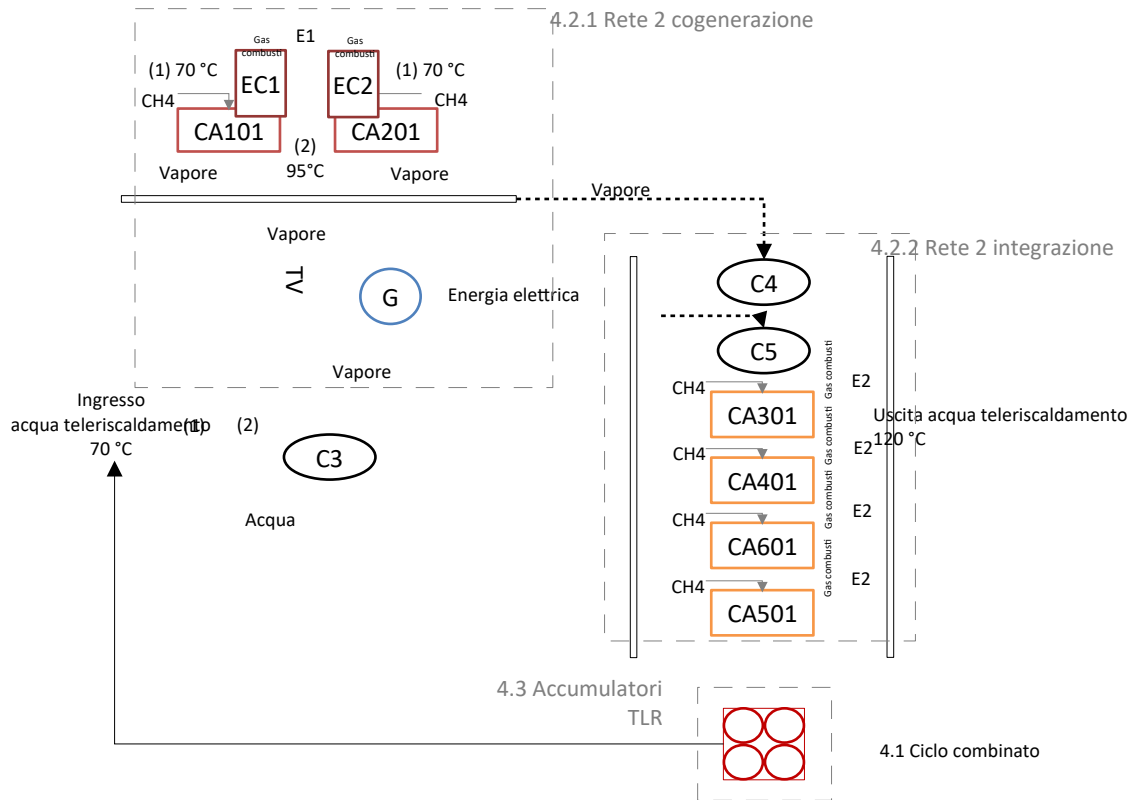 4.2.1 Rete 2 cogenerazione
Gas
combusti
E1
Gas
combusti
(1) 70 °C
EC1
EC2
(1) 70 °C
CH4
CH4
CA101
CA201
(2)
95°C
Vapore
Vapore
Vapore
Vapore
TV
G
Energia elettrica
Vapore
4.2.2 Rete 2 integrazione
C4
C5
Gas combusti
E2
CH4
CA301
Ingresso
acqua teleriscaldamento
70 °C
(1)
(2)
C3
Acqua
Uscita acqua teleriscaldamento
120 °C
Gas combusti
E2
CH4
CA401
Gas combusti
E2
CH4
CA601
Gas combusti
E2
CH4
CA501
4.3 Accumulatori
TLR
4.1 Ciclo combinato